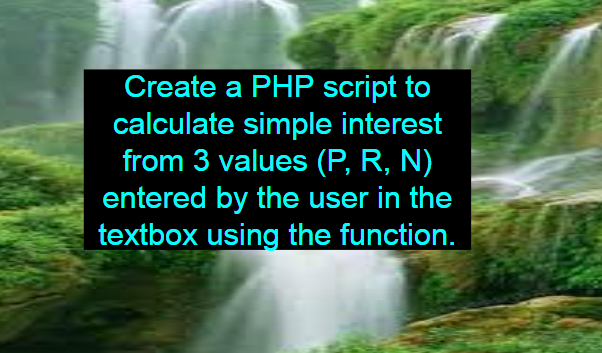 Create a PHP script to
calculate simple interest
from 3 values (P, R, N)
entered by the user in the
textbox using the function.